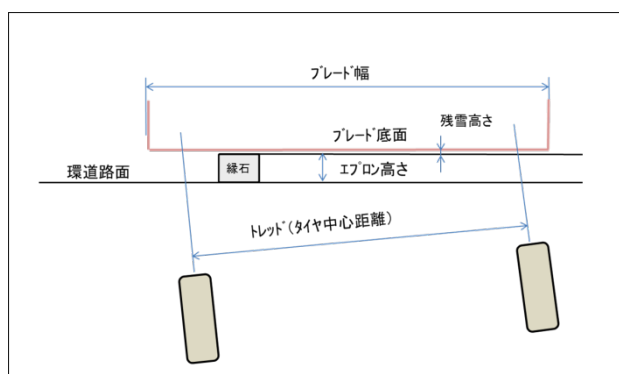 ﾌﾞﾚｰﾄﾞ幅
残雪高さ
ﾌﾞﾚｰﾄﾞ底面
環道路面
縁石
ｴﾌﾟﾛﾝ高さ
ﾄﾚｯﾄﾞ(ﾀｲﾔ中心距離)